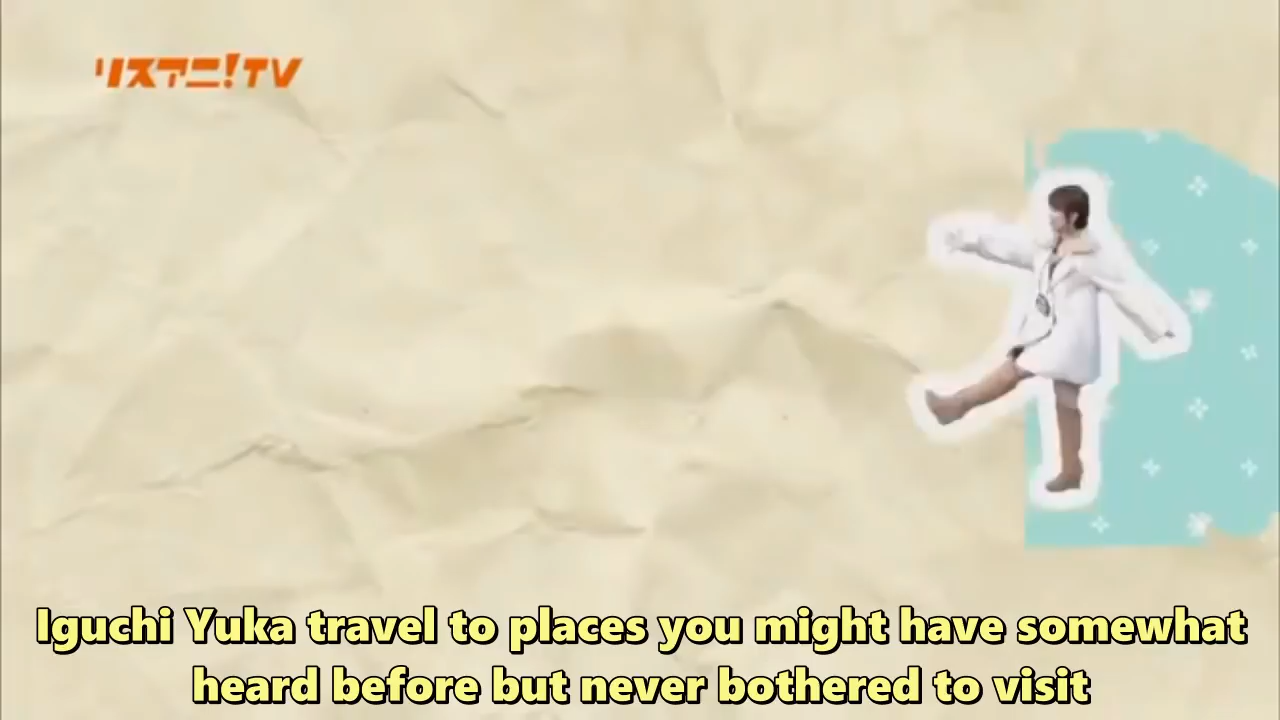 リスアニ!TV
Iguchi Yuka travel to places you might have somewhat
heard before but never bothered to visit